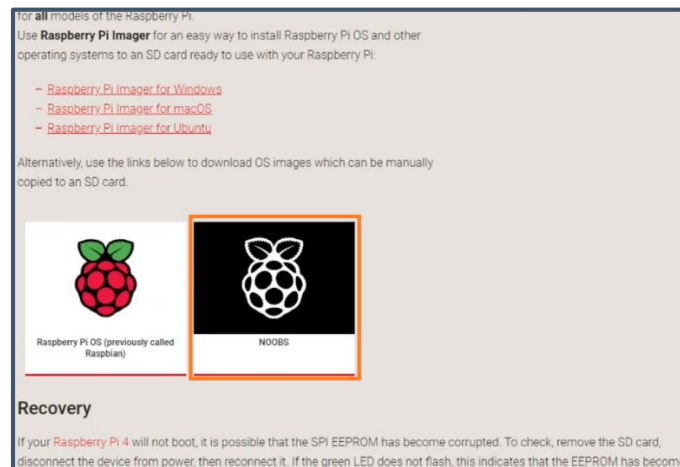 for all models of the Raspberry Pi.
Use Raspberry Pi Imager for an easy way to install Raspberry Pi OS and other
operating systems to an SD card ready to use with your Raspberry Pi:
– Raspberry Pi Imager for Windows
– Raspberry Pi Imager for macOS
– Raspberry Pi Imager for Ubuntu
Alternatively, use the links below to download OS images which can be manually
copied to an SD card.
Raspberry Pi OS (previously called
Raspbian)
NOOBS
Recovery
If your Raspberry Pi 4 will not boot, it is possible that the SPI EEPROM has become corrupted. To check, remove the SD card,
disconnect the device from power, then reconnect it. If the green LED does not flash, this indicates that the EEPROM has become